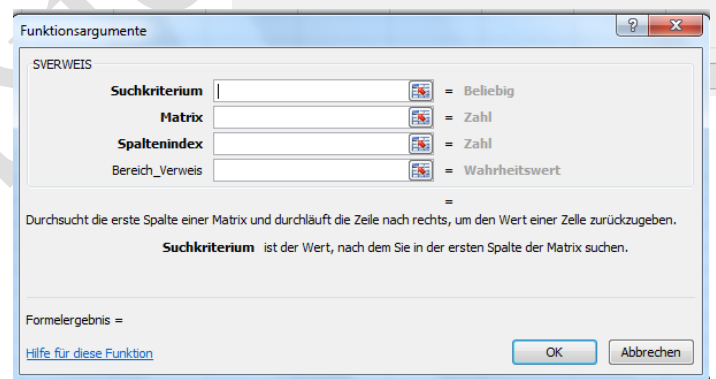 Funktionsargumente
SVERWEIS
Suchkriterium = Beliebig
Matrix = Zahl
Spaltenindex = Zahl
Bereich_Verweis = Wahrheitswert
=
Durchsucht die erste Spalte einer Matrix und durchläuft die Zeile nach rechts, um den Wert einer Zelle zurückzugeben.
Suchkriterium ist der Wert, nach dem Sie in der ersten Spalte der Matrix suchen.
Formelergebnis =
Hilfe für diese Funktion OK Abbrechen